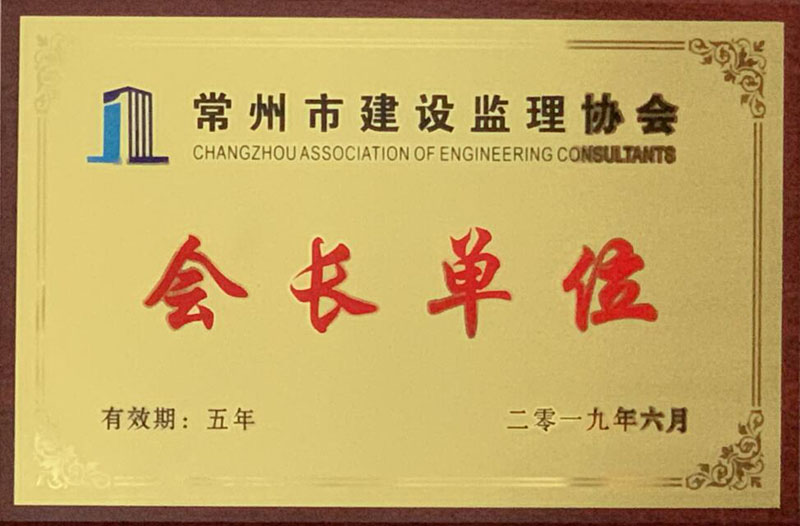 常州市建设监理协会
CHANGZHOU ASSOCIATION OF ENGINEERING CONSULTANTS
会长单位
有效期：五年
二零一九年六月